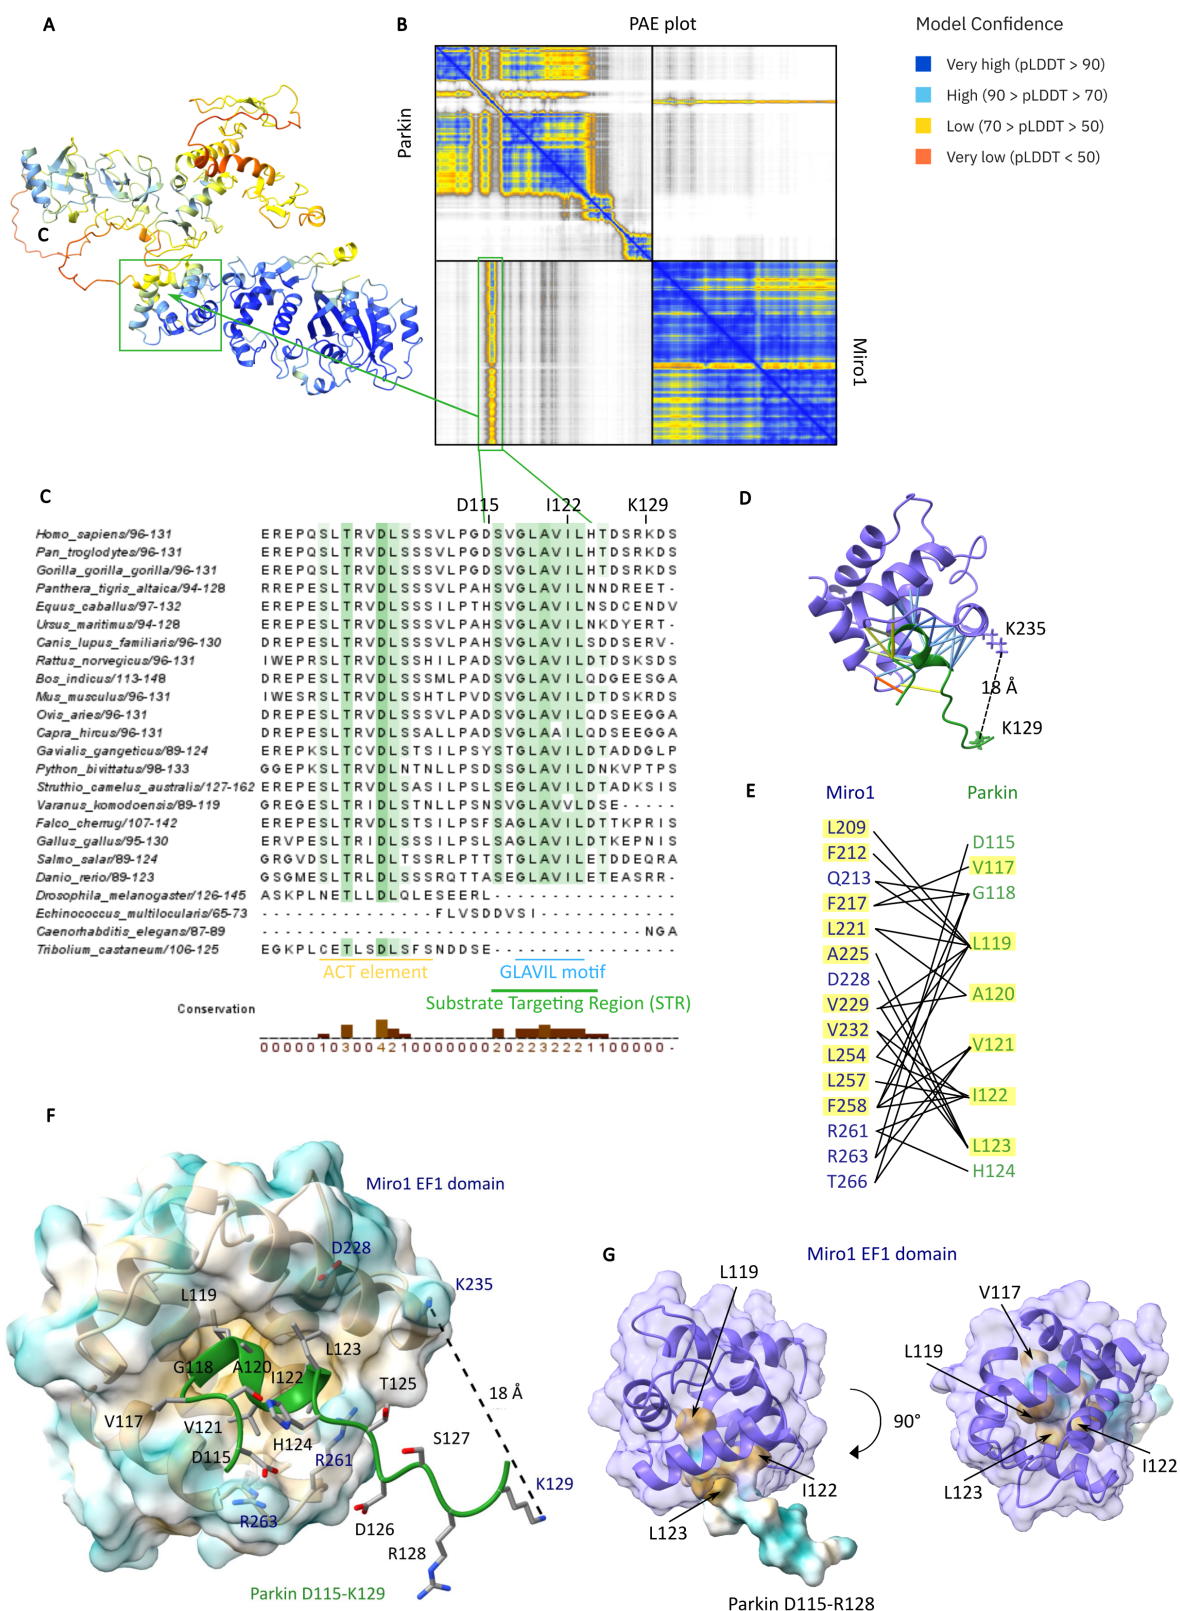 A
B
PAE plot
Model Confidence
Very high (pLDDT > 90)
High (90 > pLDDT > 70)
Low (70 > pLDDT > 50)
Very low (pLDDT < 50)
Parkin
Miro1
C
C
D115
I122
K129
Homo_sapiens/96-131 EREPQSLTRVDLSSSVLPGDSVGLAVILHTDSRKDS
Pan_troglodytes/96-131 EREPQSLTRVDLSSSVLPGDSVGLAVILHTDSRKDS
Gorilla_gorilla_gorilla/96-131 EREPQSLTRVDLSSSVLPGDSVGLAVILHTDSRKDS
Panthera_tigris_altaica/94-128 RREPESLTRVDLSSSVLPAHSVGLAVILNNDREET-
Equus_caballus/97-132 EREPESLTRVDLSSSILPTHSVGLAVILNSDCENDV
Ursus_maritimus/94-128 EREPESLTRVDLSSSVLPAHSVGLAVILNKDYERT-
Canis_lupus_familiaris/96-130 DREPESLTRVDLSSSVLPAHSVGLAVILSDDSERV-
Rattus_norvegicus/96-131 IWEPRSLTRVDLSSHILPADSVGLAVILDTDSKSDS
Bos_indicus/113-148 DREPESLTRVDLSSSMLPADSVGLAVILQDGEESGA
Mus_musculus/96-131 IWESRSLTRVDLSSHTLPVDSVGLAVILDTDSKRDS
Ovis_aries/96-131 DREPESLTRVDLSSSVLPADSVGLAVILQDSEEGGA
Capra_hircus/96-131 DREPESLTRVDLSSALLPADSVGLAAILQDSEEGGA
Gavialis_gangeticus/89-124 EREPKSLTCVDLSTSILPSYSTGLAVILDTADDGLP
Python_bivittatus/98-133 GGEPKSLTRVDLNTNLLPSDSSGLAVILDNKVPTPS
Struthio_camelus_australis/127-162 EREPESLTRVDLSASILPSLSEGLAVILDTADKSIS
Varanus_komodoensis/89-119 GREGESLTRIDLSTNLLPSNSVGLAVVLDSE-----
Falco_cherrug/107-142 EREPESLTRVDLSTSILPSFSAGLAVILDTTKPRIS
Gallus_gallus/95-130 ERVPESLTRVDLSSSILPSLSAGLAVILDTKEPNIS
Salmo_salar/89-124 GRGVDSLTRLDLTSSRLPTTSTGLAVILETDDEQRA
Danio_rerio/89-123 GSGMESLTRLDLSSSRQTTASEGLAVILETEASRR-
Drosophila_melanogaster/126-145 ASKPLNETLLDLQLESEERL----------------
Echinococcus_multilocularis/65-73 ---------------FLVSDDVSI------------
Caenorhabditis_elegans/87-89 ---------------------------------NGA
Tribolium_castaneum/106-125 EGKPLCETLSDLSFSNDDSE----------------
ACT element
GLAVIL motif
Substrate Targeting Region (STR)
Conservation
000001030421000000002022322211000000-
D
K235
18 Å
K129
E
Miro1
Parkin
L209
F212
Q213
F217
L221
A225
D228
V229
V232
L254
L257
F258
R261
R263
T266
D115
V117
G118
L119
A120
V121
I122
L123
H124
F
Miro1 EF1 domain
D228
K235
L119
L123
G118
A120
I122
T125
18 Å
V117
V121
H124
S127
D115
R261
K129
R263
D126
R128
Parkin D115-K129
G
Miro1 EF1 domain
L119
V117
L119
90°
I122
L123
I122
L123
Parkin D115-R128